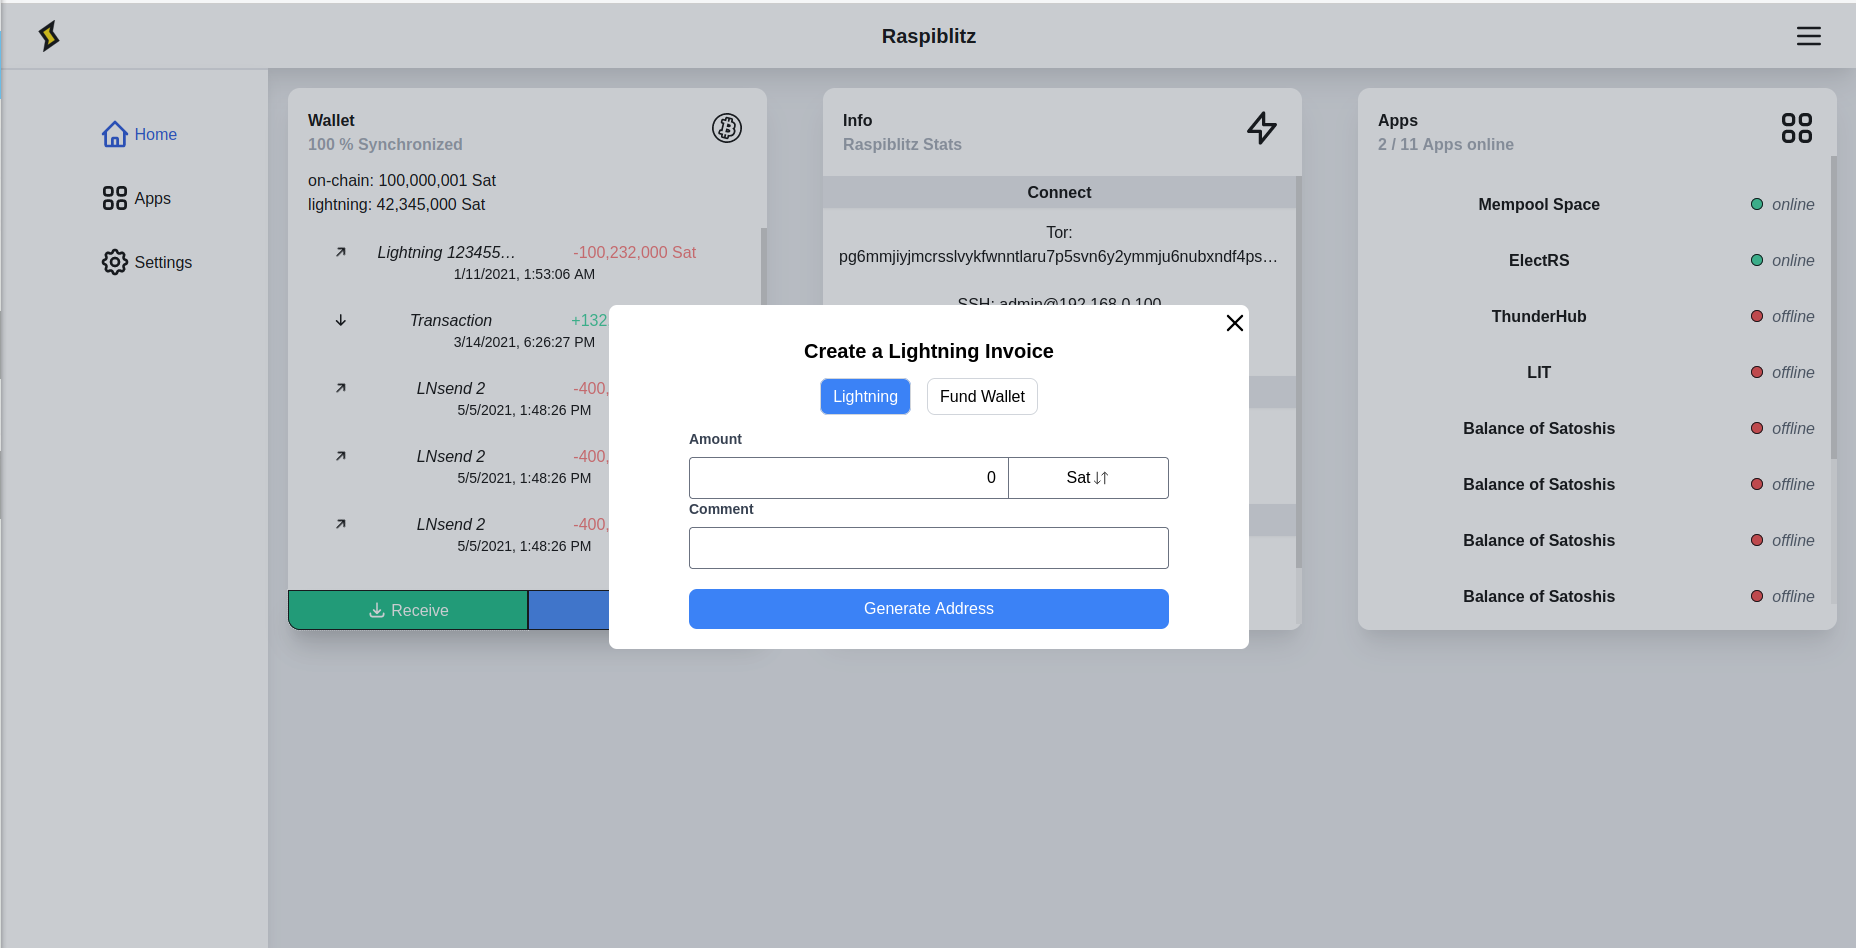 Raspiblitz
Home
Apps
Settings
Wallet
100 % Synchronized
on-chain: 100,000,001 Sat
lightning: 42,345,000 Sat
Lightning 123455… -100,232,000 Sat
1/11/2021, 1:53:06 AM
Transaction +132
3/14/2021, 6:26:27 PM
LNsend 2 -400,
5/5/2021, 1:48:26 PM
LNsend 2 -400,
5/5/2021, 1:48:26 PM
LNsend 2 -400,
5/5/2021, 1:48:26 PM
Receive
Info
Raspiblitz Stats
Connect
Tor:
pg6mmjiyjmcrsslvykfwnntlaru7p5svn6y2ymmju6nubxndf4ps…
SSH: admin@192.168.0.100
Create a Lightning Invoice
Lightning Fund Wallet
Amount
0 Sat
Comment
Generate Address
Apps
2 / 11 Apps online
Mempool Space online
ElectRS online
ThunderHub offline
LIT offline
Balance of Satoshis offline
Balance of Satoshis offline
Balance of Satoshis offline
Balance of Satoshis offline